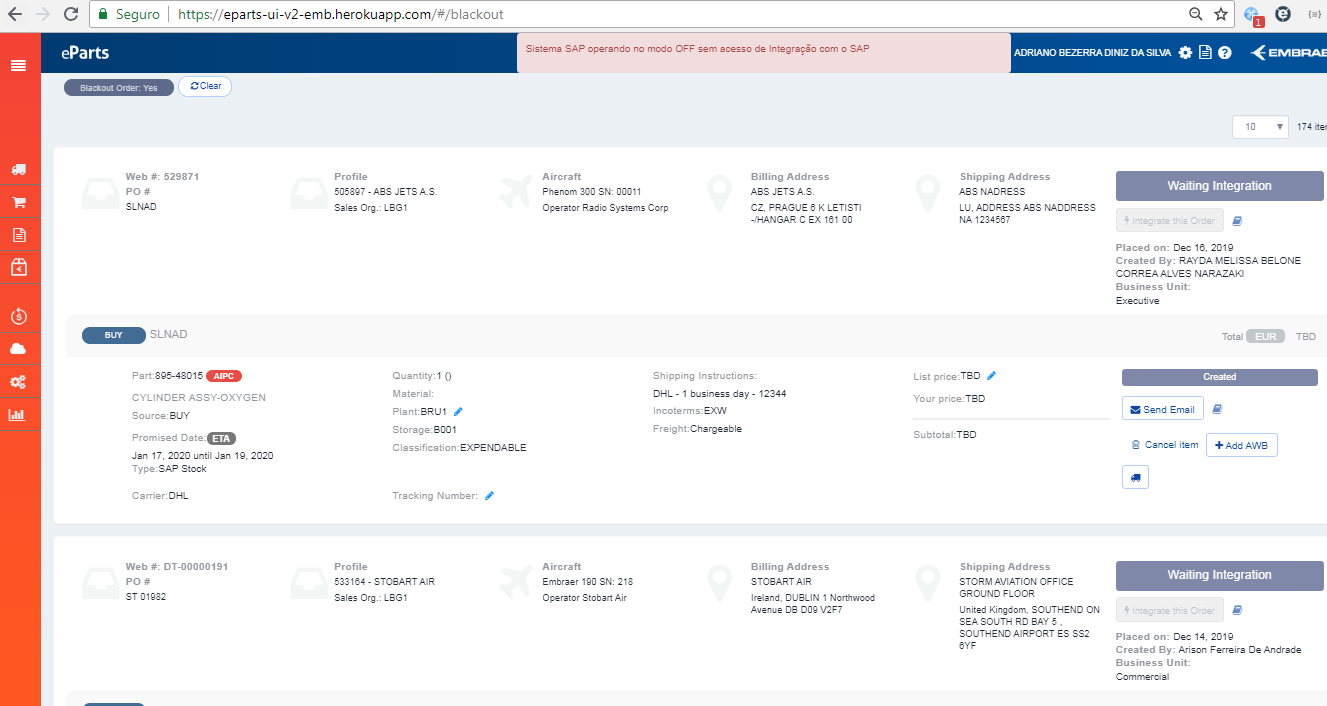 Seguro | https://eparts-ui-v2-emb.herokuapp.com/#/blackout
1
eParts
Sistema SAP operando no modo OFF sem acesso de Integração com o SAP
ADRIANO BEZERRA DINIZ DA SILVA
EMBRAE
Blackout Order: Yes
Clear
10
174 iter
Web #: 529871
PO #
SLNAD
Profile
505897 - ABS JETS A.S.
Sales Org.: LBG1
Aircraft
Phenom 300 SN: 00011
Operator Radio Systems Corp
Billing Address
ABS JETS A.S.
CZ, PRAGUE 6 K LETISTI
-/HANGAR C EX 161 00
Shipping Address
ABS NADRESS
LU, ADDRESS ABS NADDRESS
NA 1234567
Waiting Integration
Integrate this Order
Placed on: Dec 16, 2019
Created By: RAYDA MELISSA BELONE
CORREA ALVES NARAZAKI
Business Unit:
Executive
BUY SLNAD
Total EUR TBD
Part:895-48015 AIPC
CYLINDER ASSY-OXYGEN
Source:BUY
Promised Date:ETA
Jan 17, 2020 until Jan 19, 2020
Type:SAP Stock
Carrier:DHL
Quantity:1 ()
Material:
Plant:BRU1
Storage:B001
Classification:EXPENDABLE
Tracking Number:
Shipping Instructions:
DHL - 1 business day - 12344
Incoterms:EXW
Freight:Chargeable
List price:TBD
Your price:TBD
Subtotal:TBD
Created
Send Email
Cancel item
Add AWB
Web #: DT-00000191
PO #
ST 01982
Profile
533164 - STOBART AIR
Sales Org.: LBG1
Aircraft
Embraer 190 SN: 218
Operator Stobart Air
Billing Address
STOBART AIR
Ireland, DUBLIN 1 Northwood
Avenue DB D09 V2F7
Shipping Address
STORM AVIATION OFFICE
GROUND FLOOR
United Kingdom, SOUTHEND ON
SEA SOUTH RD BAY 5 ,
SOUTHEND AIRPORT ES SS2
6YF
Waiting Integration
Integrate this Order
Placed on: Dec 14, 2019
Created By: Arison Ferreira De Andrade
Business Unit:
Commercial